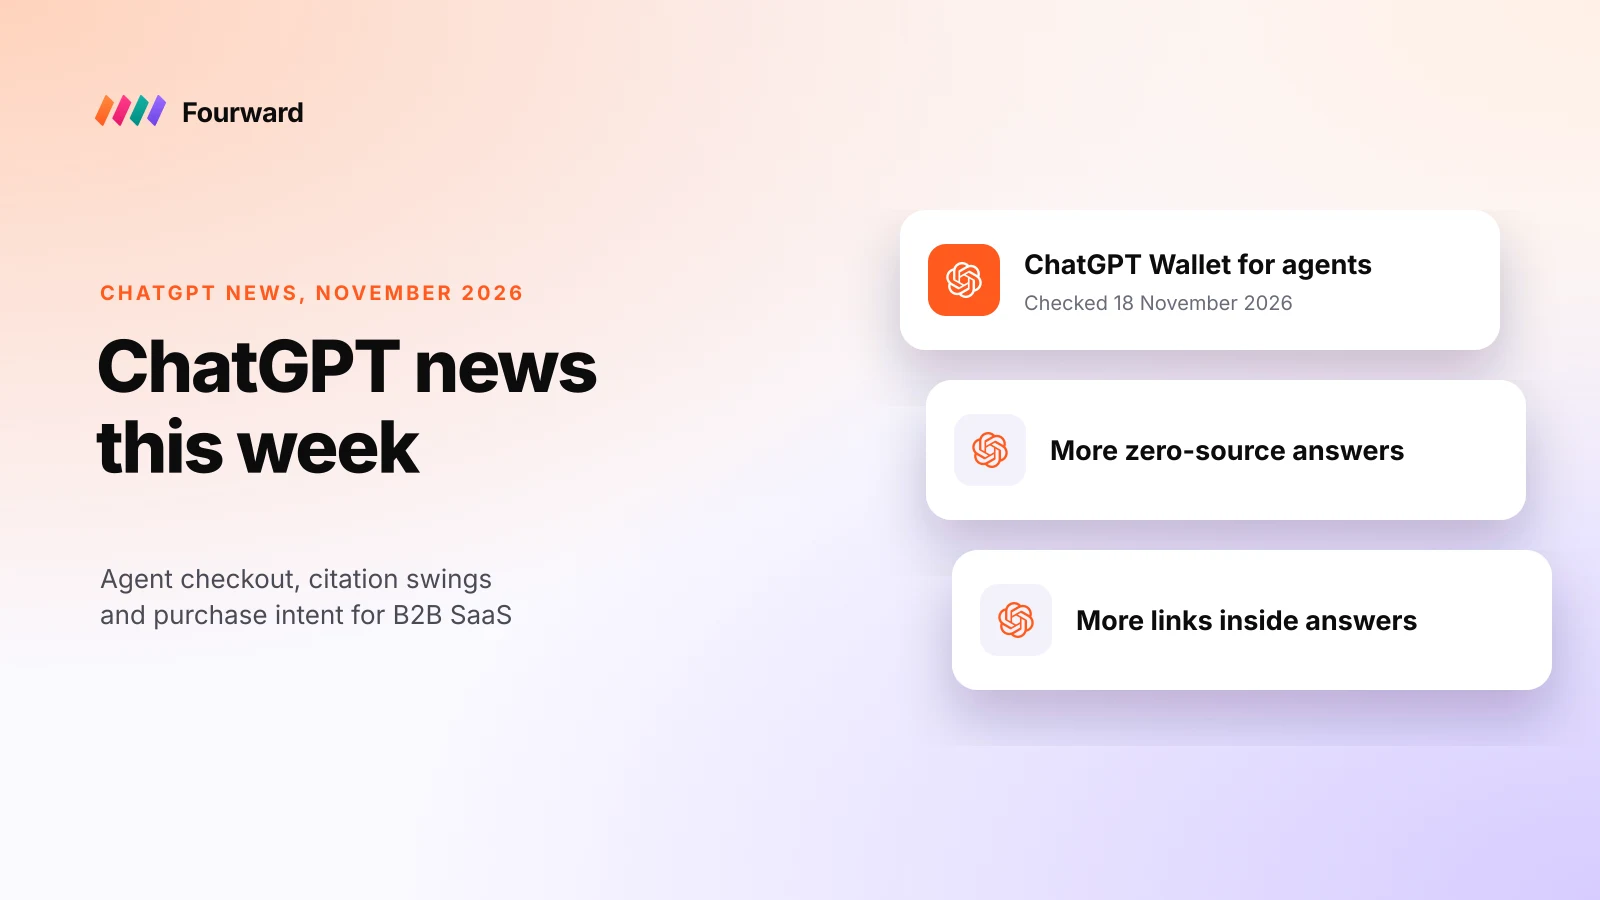 Fourward
CHATGPT NEWS, NOVEMBER 2026
ChatGPT news
this week
Agent checkout, citation swings
and purchase intent for B2B SaaS
ChatGPT Wallet for agents
Checked 18 November 2026
More zero-source answers
More links inside answers